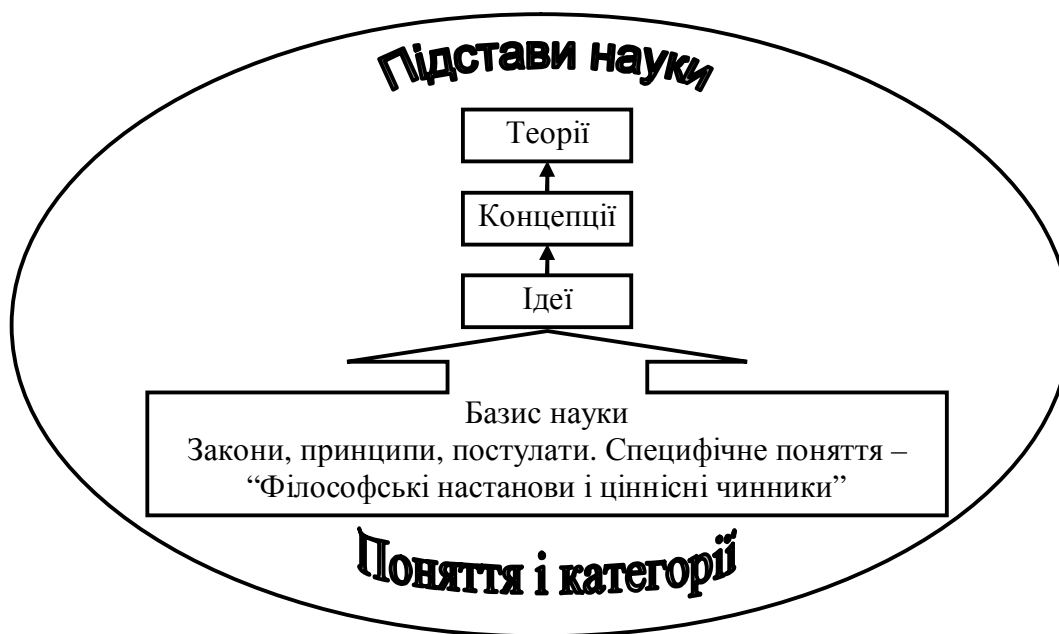 Підстави науки
Теорії
Концепції
Ідеї
Базис науки
Закони, принципи, постулати. Специфічне поняття –
“Філософські настанови і ціннісні чинники”
Поняття і категорії